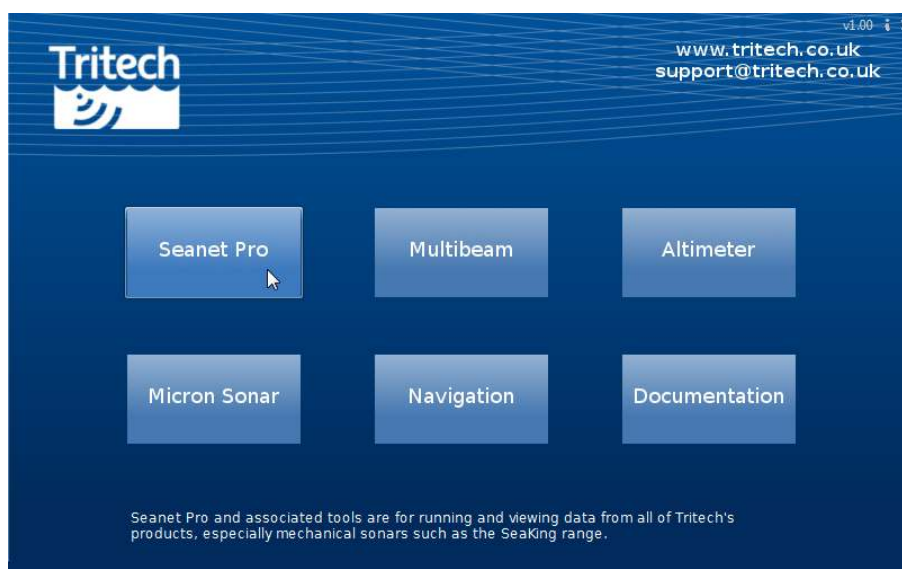 v1.00 i
www.tritech.co.uk
support@tritech.co.uk
Tritech
Seanet Pro
Multibeam
Altimeter
Micron Sonar
Navigation
Documentation
Seanet Pro and associated tools are for running and viewing data from all of Tritech's
products, especially mechanical sonars such as the SeaKing range.